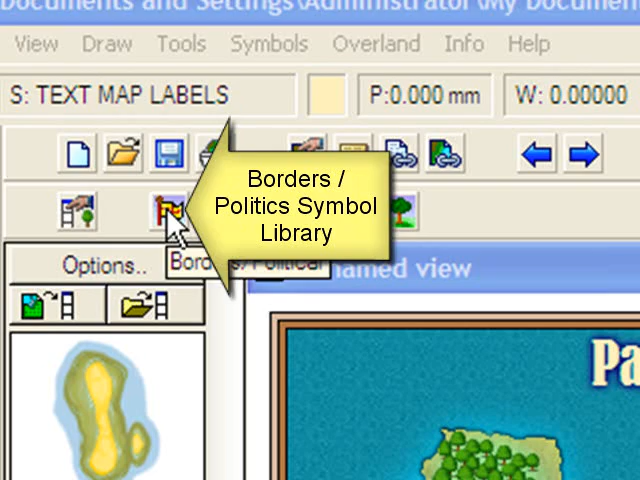 Documents and Settings\Administrator\My Documen
View Draw Tools Symbols Overland Info Help
S: TEXT MAP LABELS
P:0.000 mm
W: 0.00000
Borders /
Politics Symbol
Library
Options..
named view
Pa